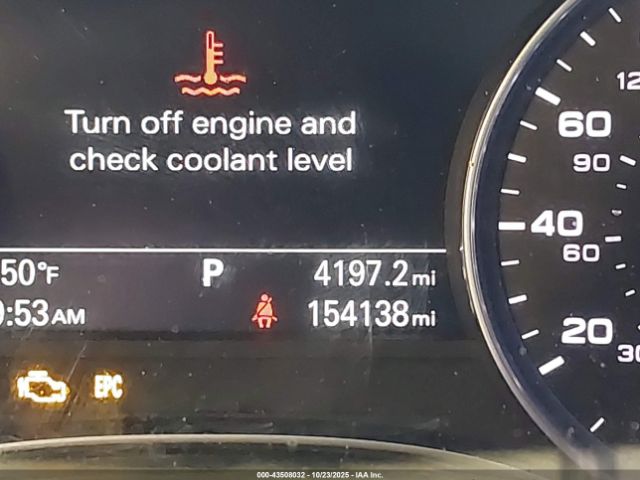 Turn off engine and
check coolant level
50°F P 4197.2 mi
:53 AM 154138 mi
EPC
60
90
40
60
20
000-43508032 - 10/23/2025 - IAA Inc.